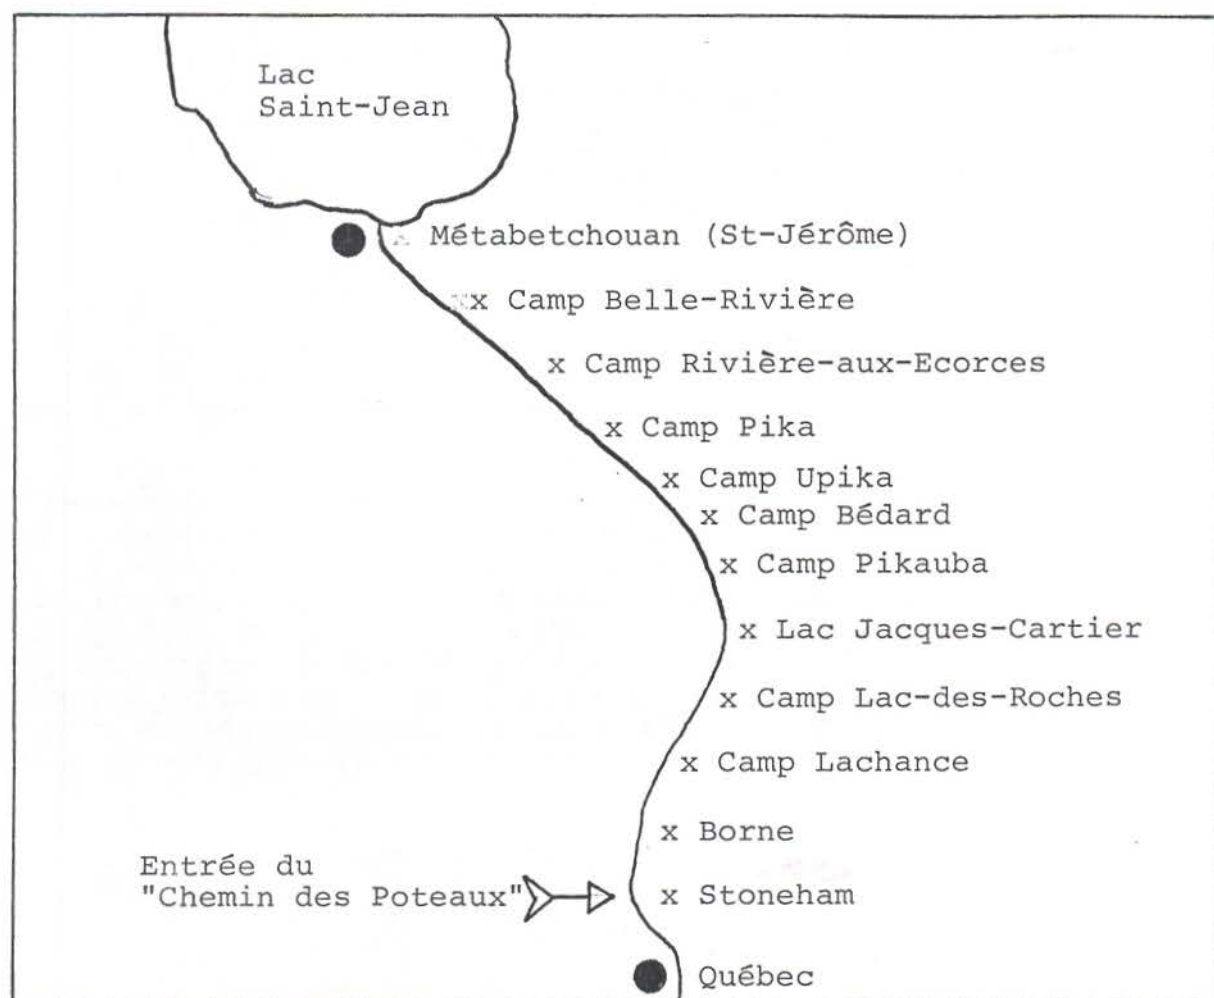 Lac
Saint-Jean
Métabetchouan (St-Jérôme)
x Camp Belle-Rivière
x Camp Rivière-aux-Ecorces
x Camp Pika
x Camp Upika
x Camp Bédard
x Camp Pikauba
x Lac Jacques-Cartier
x Camp Lac-des-Roches
x Camp Lachance
x Borne
Entrée du
"Chemin des Poteaux"
x Stoneham
Québec